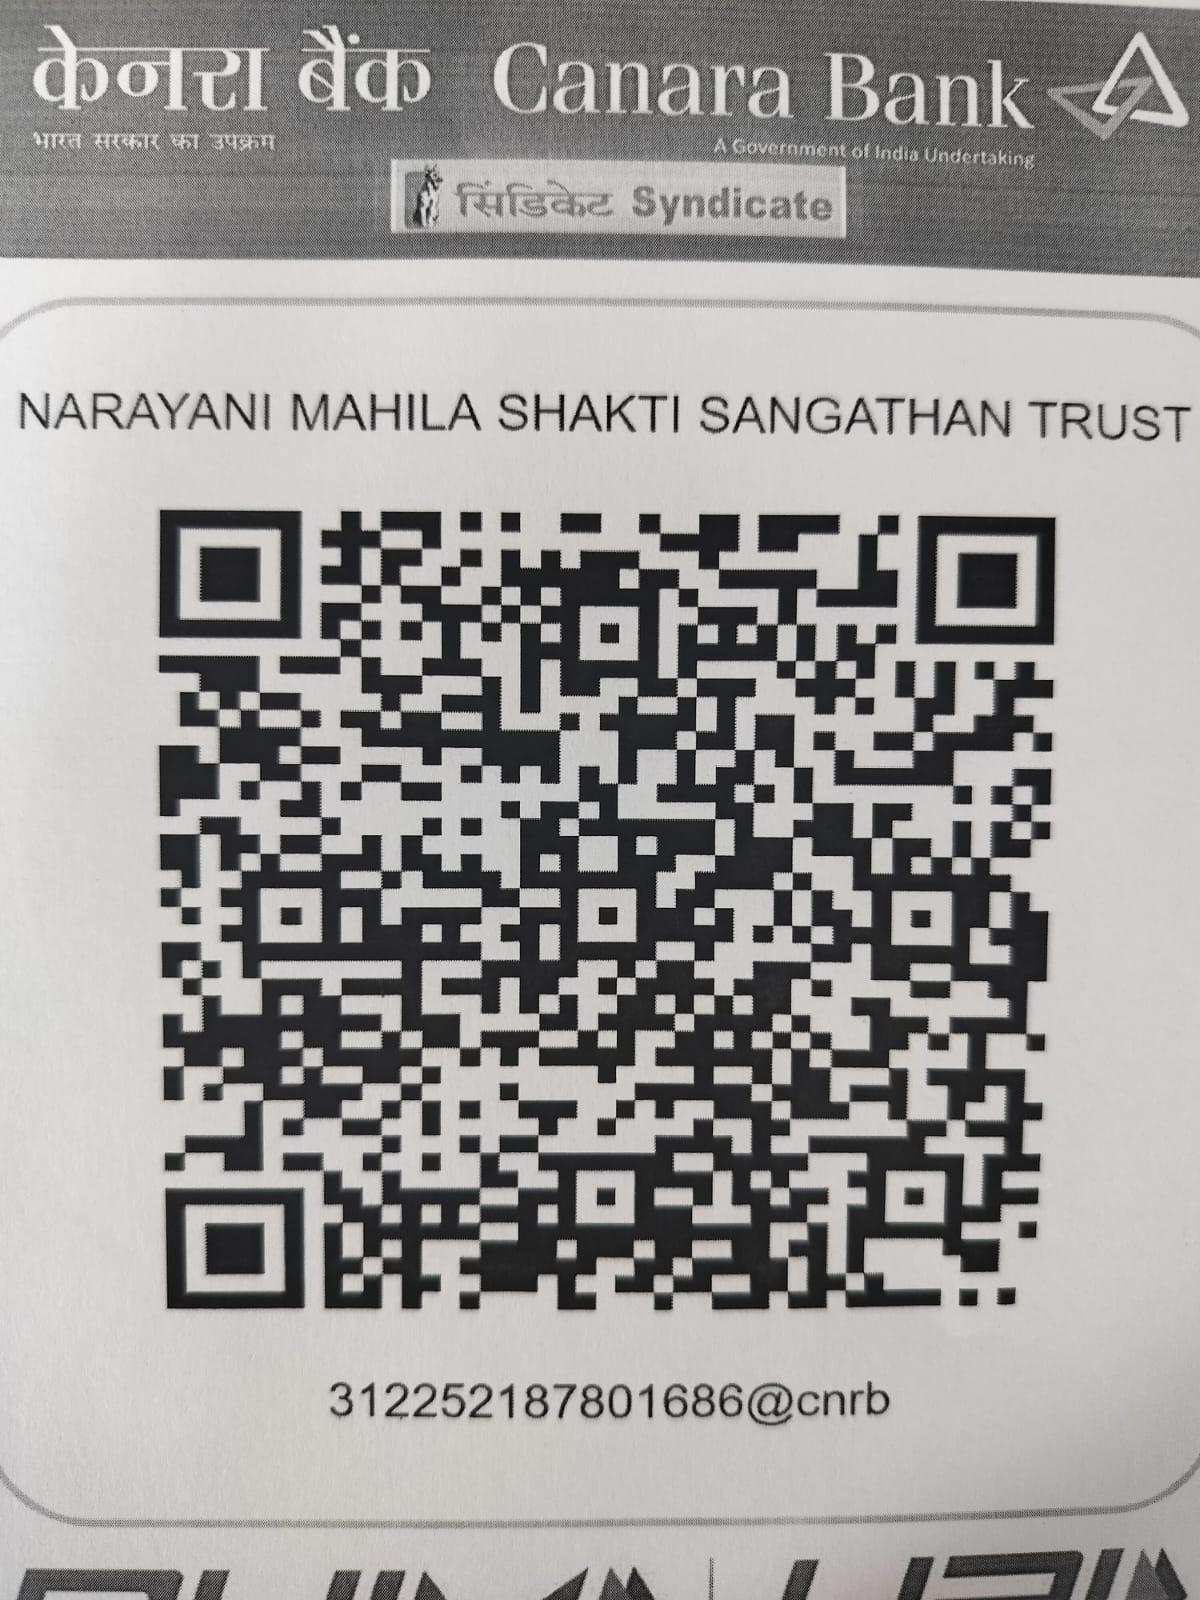 केनरा बैंक Canara Bank
भारत सरकार का उपक्रम
A Government of India Undertaking
सिंडिकेट Syndicate
NARAYANI MAHILA SHAKTI SANGATHAN TRUST
312252187801686@cnrb